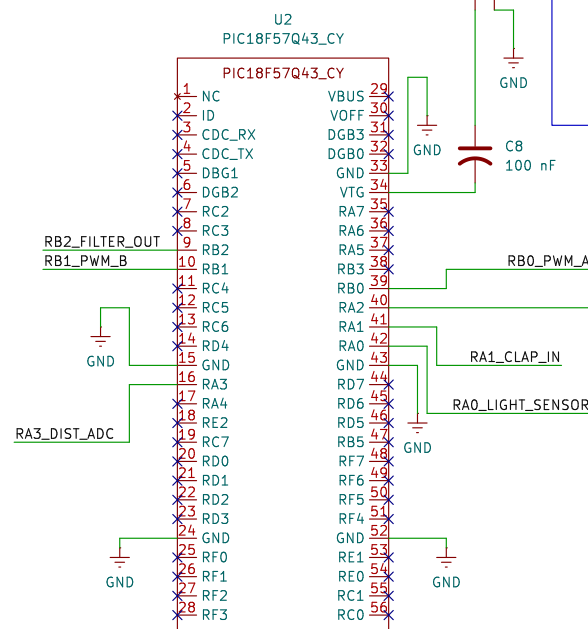 U2
PIC18F57Q43_CY
PIC18F57Q43_CY
GND
C8
100 nF
GND
1 NC
2 ID
3 CDC_RX
4 CDC_TX
5 DBG1
6 DGB2
7 RC2
8 RC3
RB2_FILTER_OUT 9 RB2
RB1_PWM_B 10 RB1
11 RC4
12 RC5
13 RC6
14 RD4
GND
15 GND
16 RA3
17 RA4
18 RE2
RA3_DIST_ADC
19 RC7
20 RD0
21 RD1
22 RD2
23 RD3
24 GND
GND
25 RF0
26 RF1
27 RF2
28 RF3
VBUS 29
VOFF 30
DGB3 31
DGB0 32
GND 33
VTG 34
RA7 35
RA6 36
RA5 37
RB3 38
RB0 39
RB0_PWM_A
RA2 40
RA1 41
RA1_CLAP_IN
RA0 42
RA0_LIGHT_SENSOR
GND 43
GND
RD7 44
RD6 45
RD5 46
RB5 47
RF7 48
RF6 49
RF5 50
RF4 51
GND 52
GND
RE1 53
RE0 54
RC1 55
RC0 56